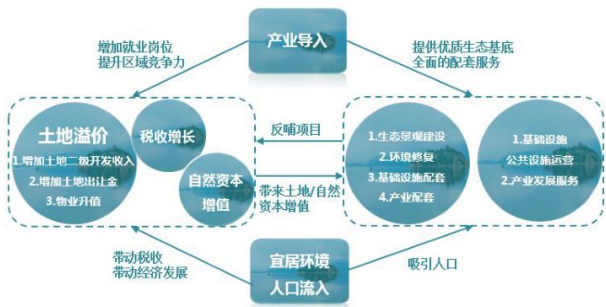 产业导入
增加就业岗位
提升区域竞争力
提供优质生态基底
全面的配套服务
土地溢价
1.增加土地二级开发收入
2.增加土地出让金
3.物业升值
税收增长
自然资本
增值
反哺项目
带来土地/自然
资本增值
1.生态景观建设
2.环境修复
3.基础设施配套
4.产业配套
1.基础设施
公共设施运营
2.产业发展服务
带动税收
带动经济发展
宜居环境
人口流入
吸引人口